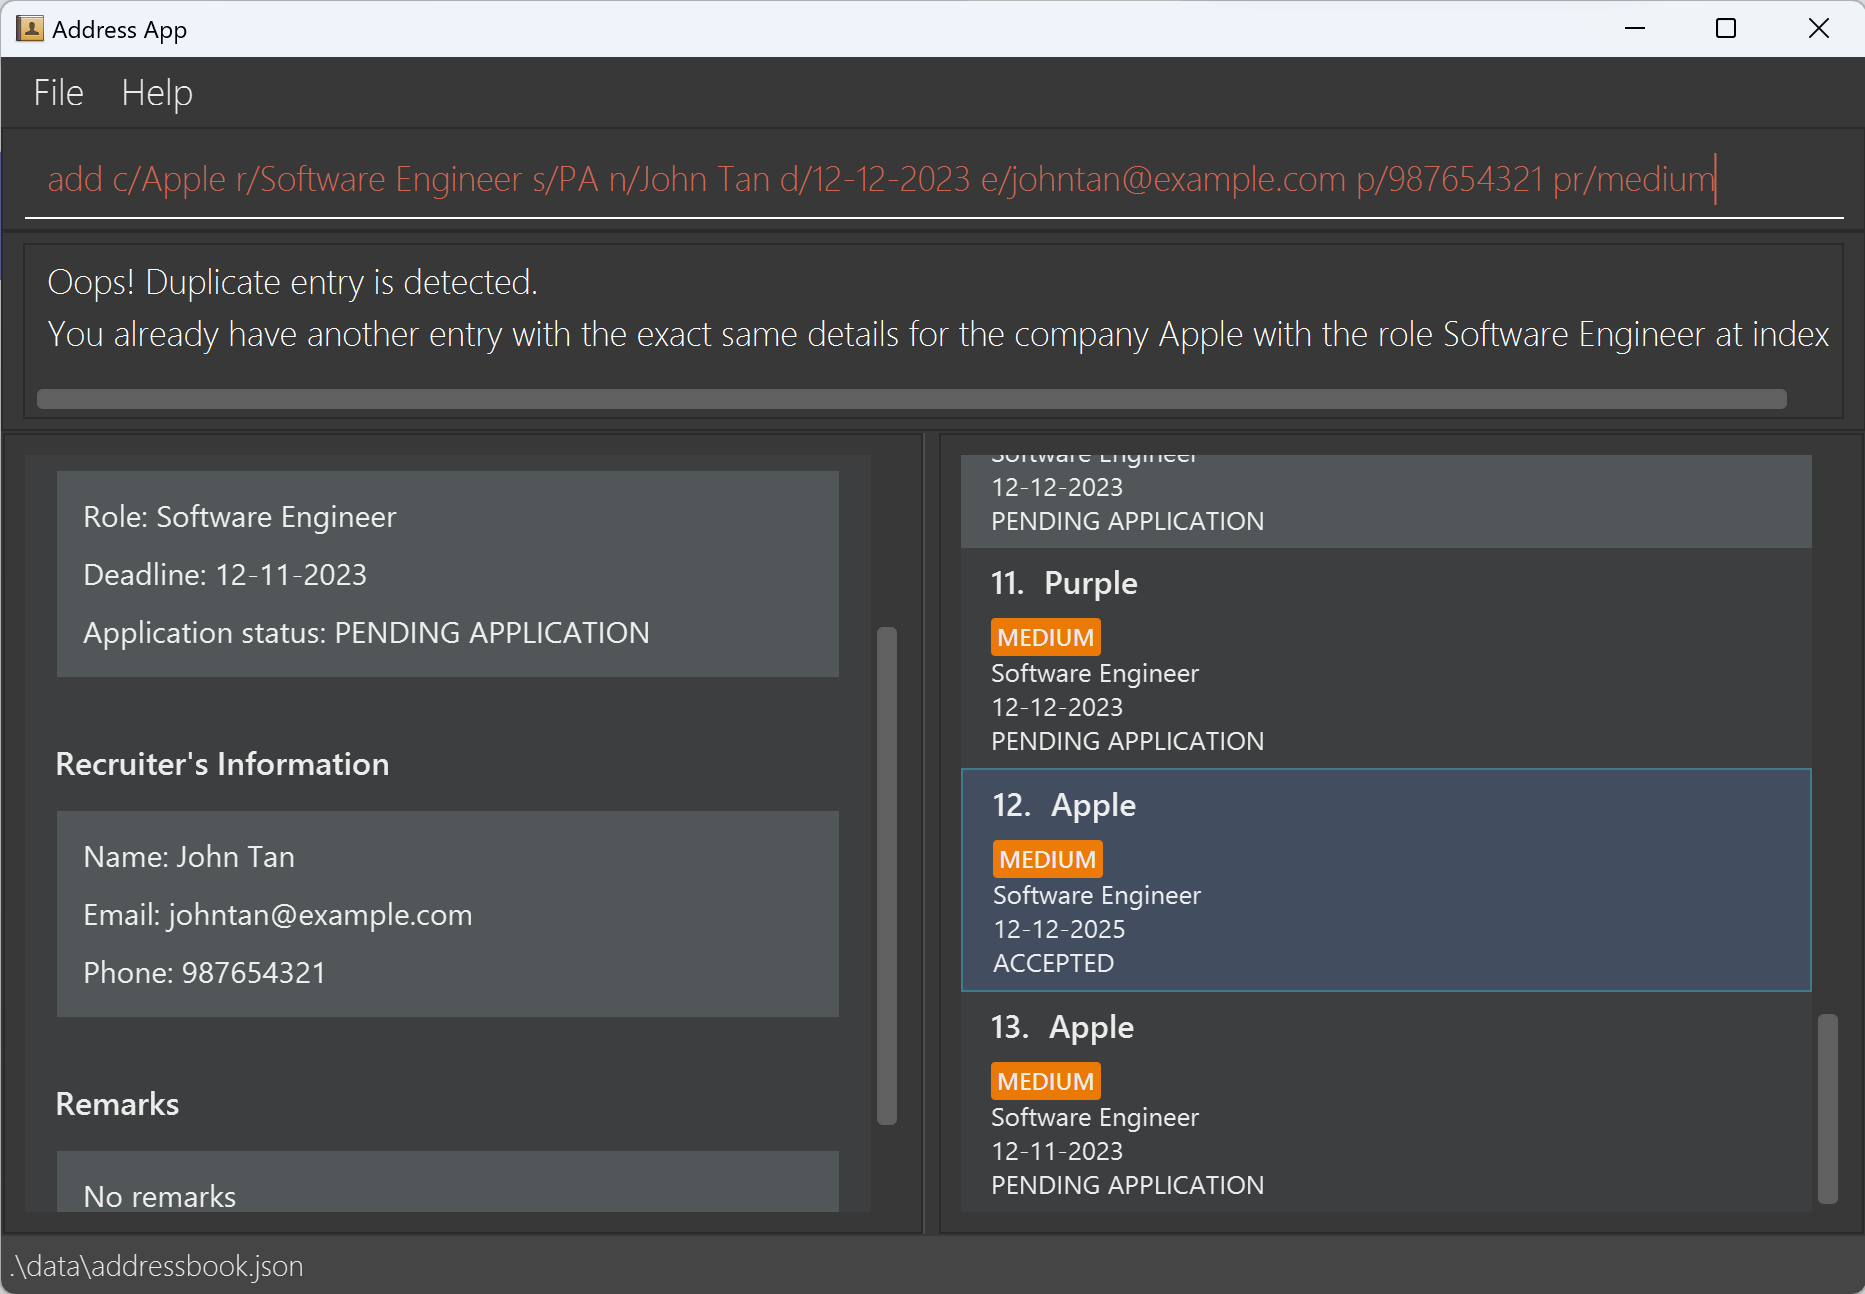 Address App
File Help
add c/Apple r/Software Engineer s/PA n/John Tan d/12-12-2023 e/johntan@example.com p/987654321 pr/medium
Oops! Duplicate entry is detected.
You already have another entry with the exact same details for the company Apple with the role Software Engineer at index
Role: Software Engineer
Deadline: 12-11-2023
Application status: PENDING APPLICATION
Recruiter's Information
Name: John Tan
Email: johntan@example.com
Phone: 987654321
Remarks
No remarks
Software Engineer
12-12-2023
PENDING APPLICATION
11. Purple
MEDIUM
Software Engineer
12-12-2023
PENDING APPLICATION
12. Apple
MEDIUM
Software Engineer
12-12-2025
ACCEPTED
13. Apple
MEDIUM
Software Engineer
12-11-2023
PENDING APPLICATION
.\data\addressbook.json